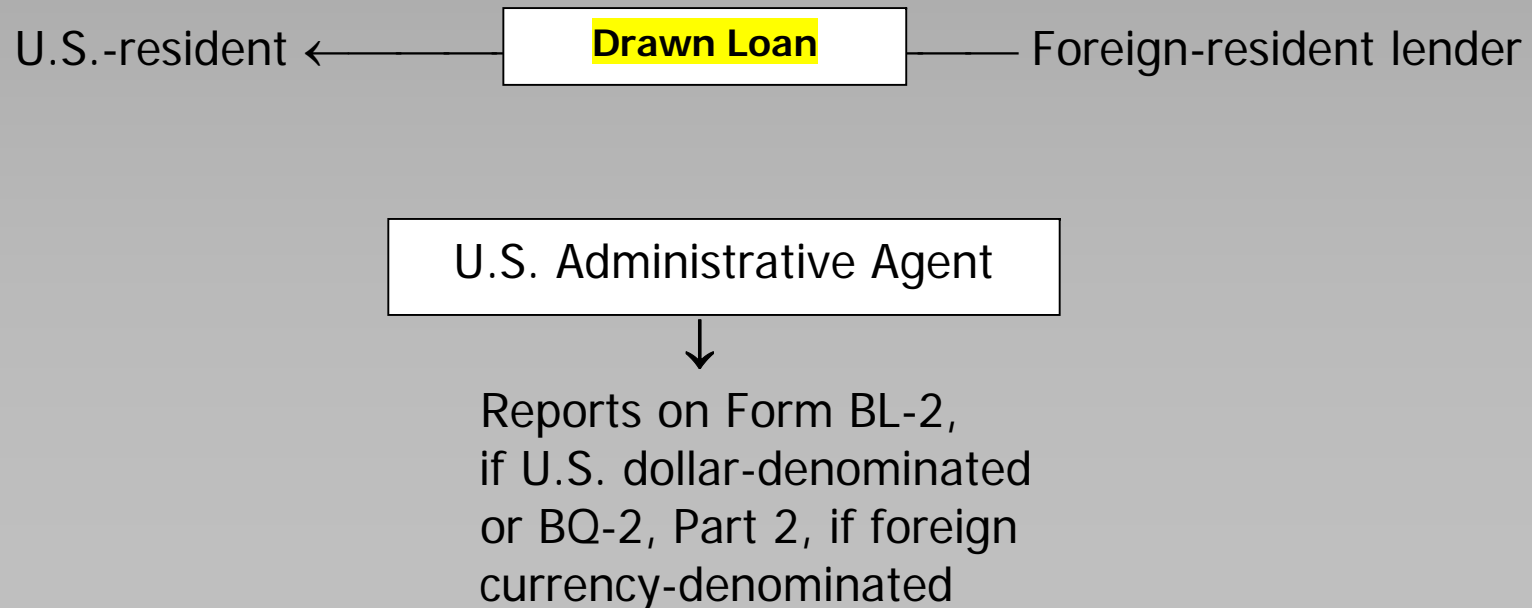 U.S.-resident ← Drawn Loan Foreign-resident lender
U.S. Administrative Agent
↓
Reports on Form BL-2,
if U.S. dollar-denominated
or BQ-2, Part 2, if foreign
currency-denominated